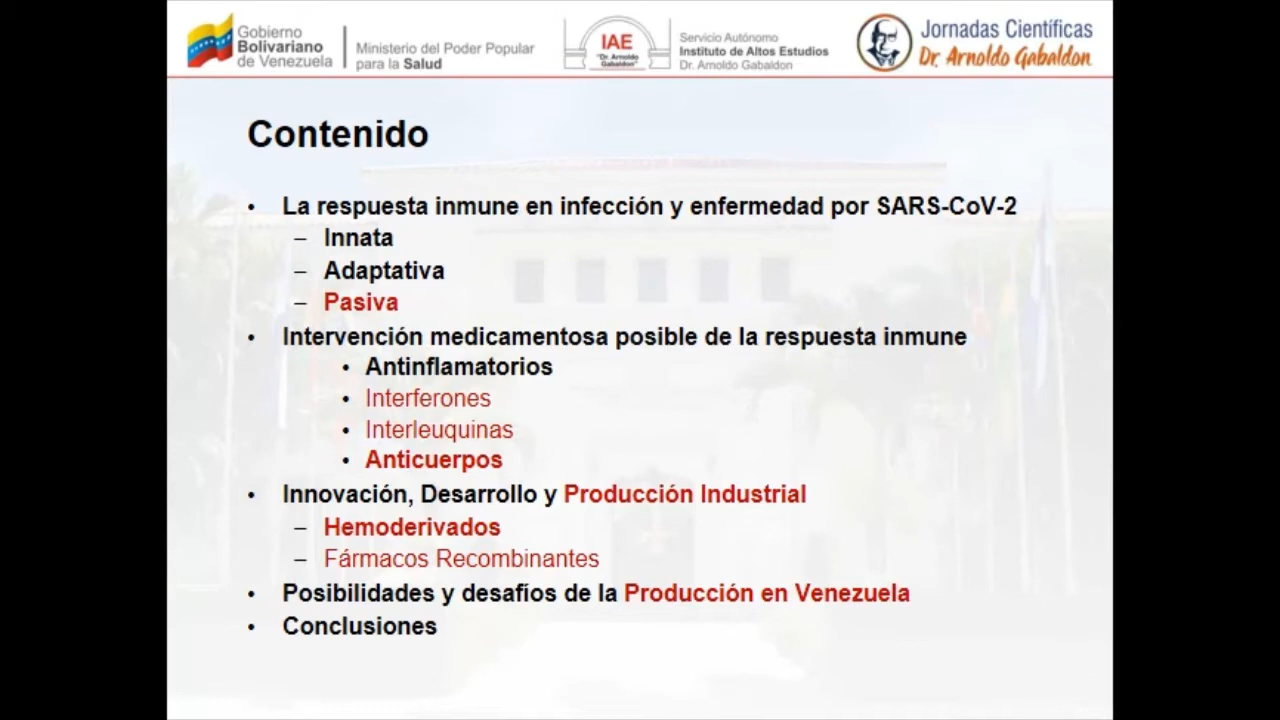 Gobierno
Bolivariano
de Venezuela
Ministerio del Poder Popular
para la Salud
IAE
"Dr. Arnoldo
Gabaldon"
Servicio Autónomo
Instituto de Altos Estudios
Dr. Arnoldo Gabaldon
Jornadas Científicas
Dr. Arnoldo Gabaldon
Contenido
• La respuesta inmune en infección y enfermedad por SARS-CoV-2
– Innata
– Adaptativa
– Pasiva
• Intervención medicamentosa posible de la respuesta inmune
• Antinflamatorios
• Interferones
• Interleuquinas
• Anticuerpos
• Innovación, Desarrollo y Producción Industrial
– Hemoderivados
– Fármacos Recombinantes
• Posibilidades y desafíos de la Producción en Venezuela
• Conclusiones